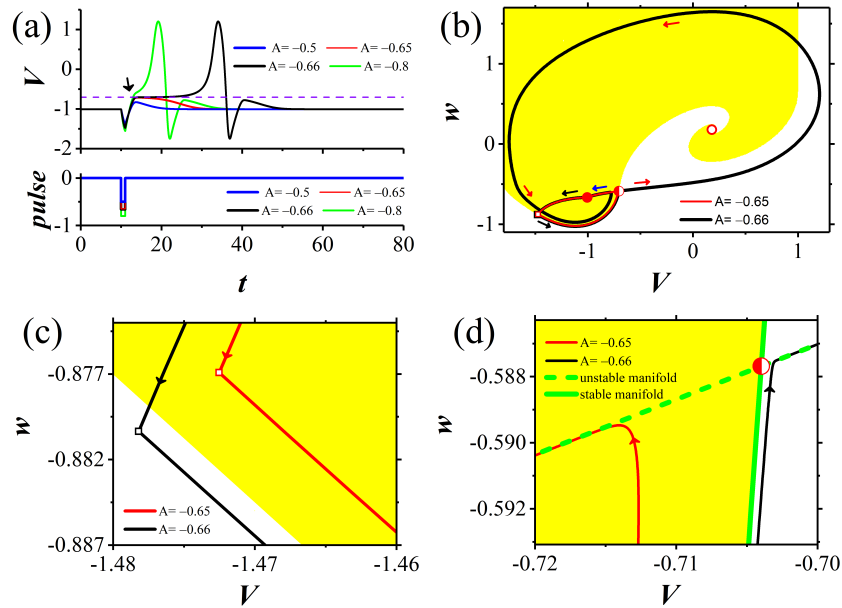 (a)
V
2
1
0
-1
-2
A= −0.5
A= −0.65
A= −0.66
A= −0.8
pulse
0
-1
A= −0.5
A= −0.65
A= −0.66
A= −0.8
0 20 40 60 80
t
(b)
w
1
0
-1
A= −0.65
A= −0.66
-1 0 1
V
(c)
w
-0.877
-0.882
-0.887
A= −0.65
A= −0.66
-1.48 -1.47 -1.46
V
(d)
w
-0.588
-0.590
-0.592
A= −0.65
A= −0.66
unstable manifold
stable manifold
-0.72 -0.71 -0.70
V